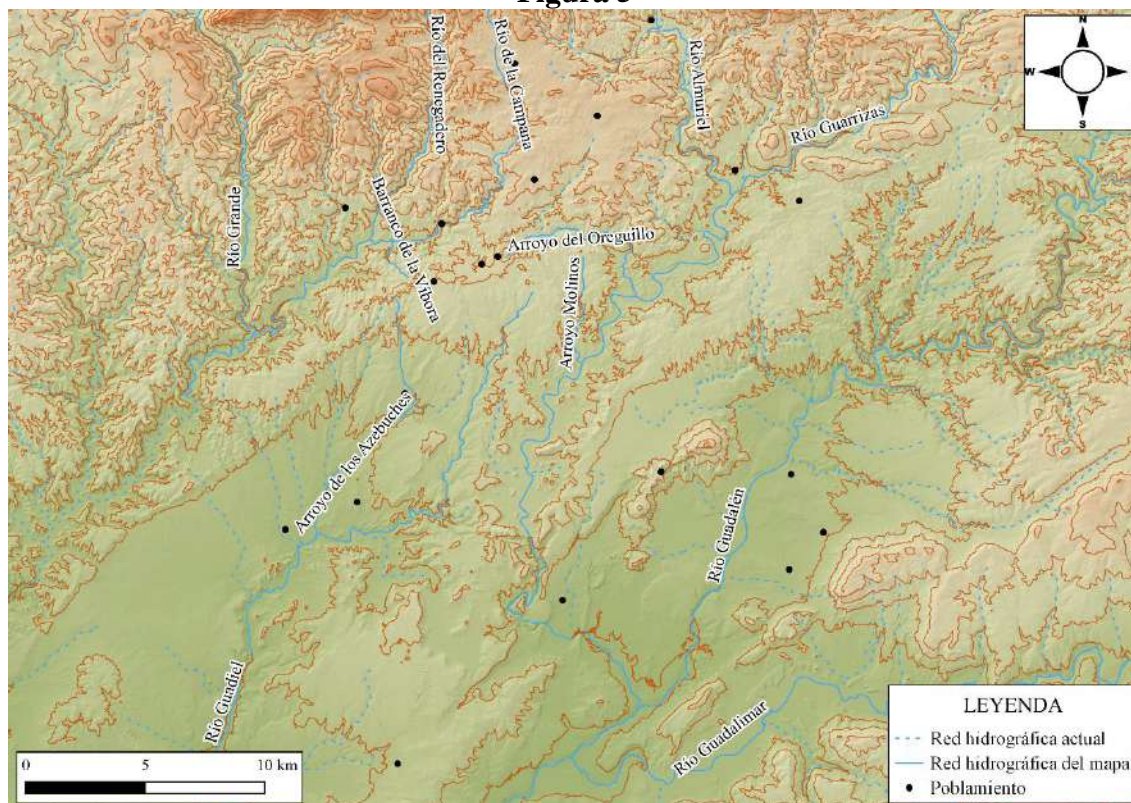 Figura 3
N
W
E
S
Río Grande
Río del Renegadero
Río de la Campana
Río Almuriel
Río Guarrizas
Barranco de la Víbora
Arroyo del Oreguillo
Arroyo Molinos
Arroyo de los Azebuches
Río Guadalén
Río Guadiel
Río Guadalimar
0 5 10 km
LEYENDA
Red hidrográfica actual
Red hidrográfica del mapa
Poblamiento